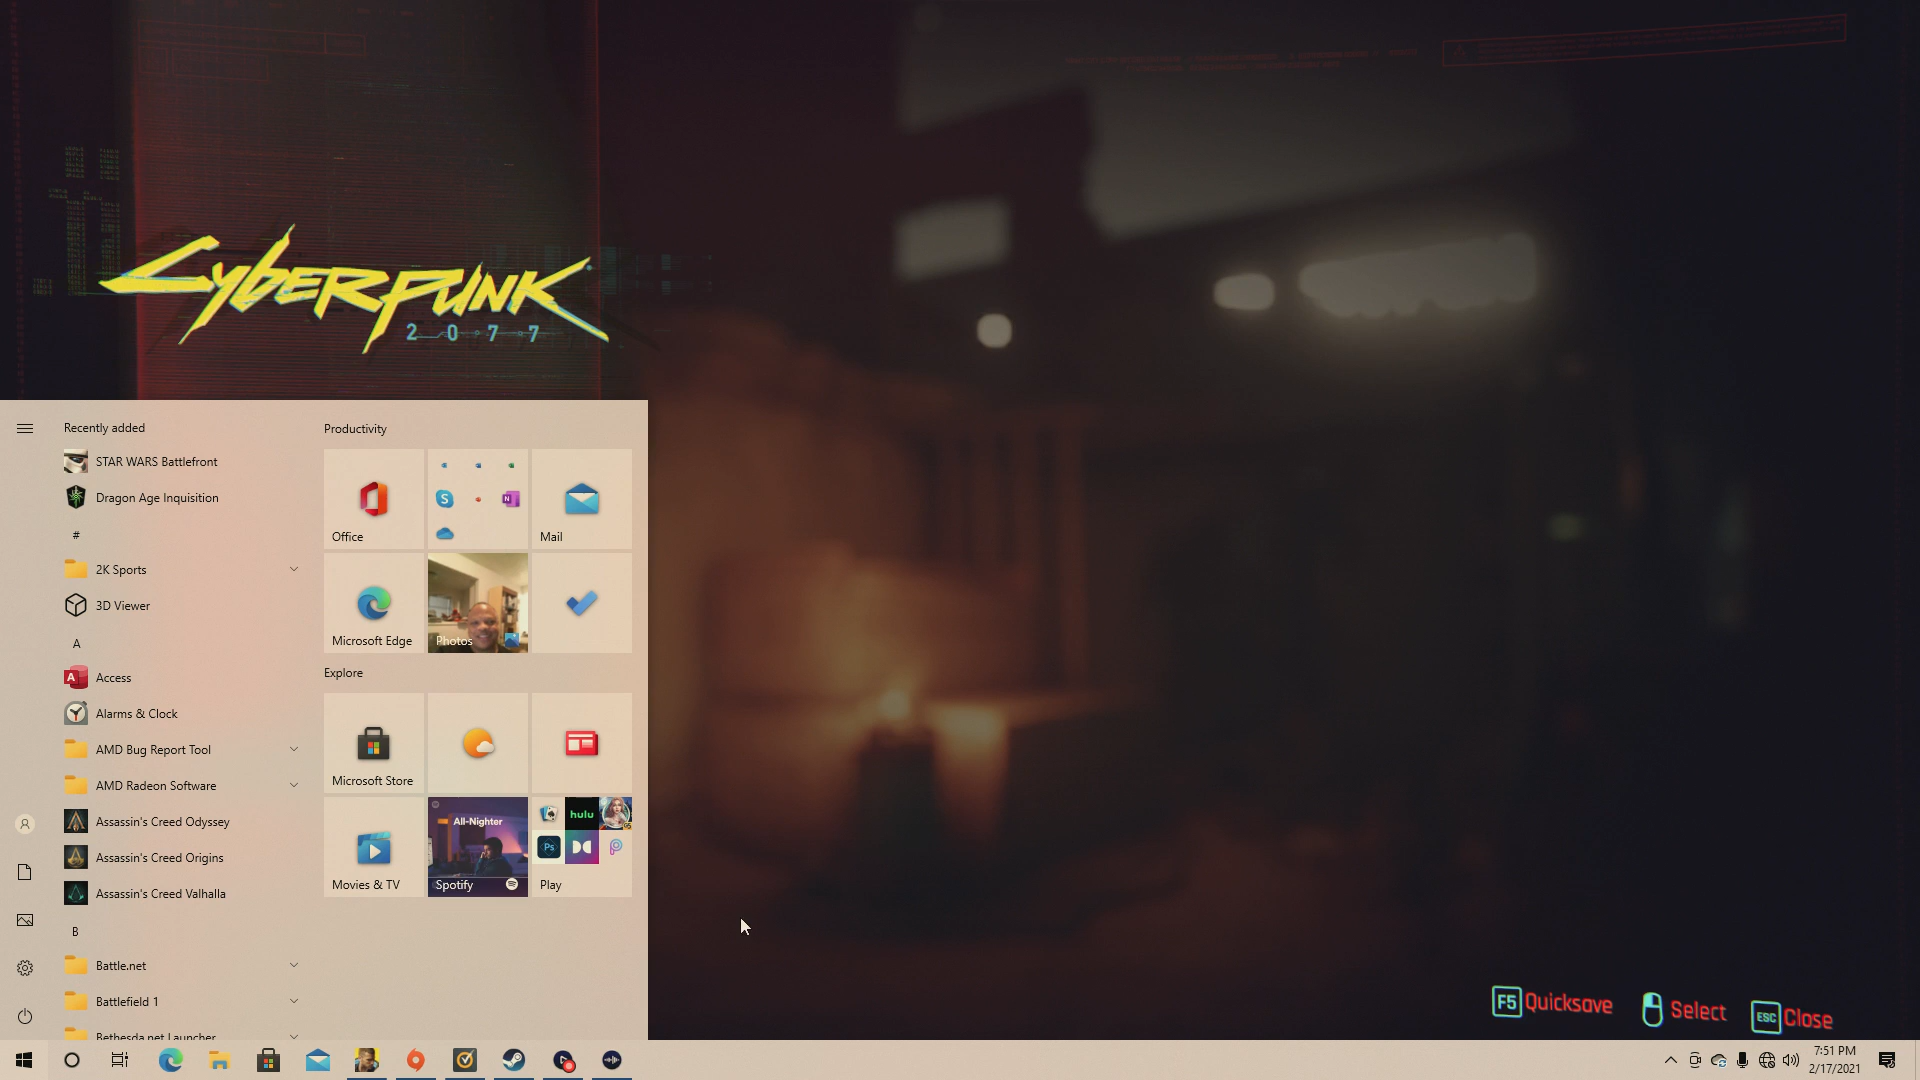 CYBERPUNK
2077
Recently added
STAR WARS Battlefront
Dragon Age Inquisition
#
2K Sports
3D Viewer
A
Access
Alarms & Clock
AMD Bug Report Tool
AMD Radeon Software
Assassin's Creed Odyssey
Assassin's Creed Origins
Assassin's Creed Valhalla
B
Battle.net
Battlefield 1
Bethesda.net Launcher
Productivity
Office
Mail
Microsoft Edge
Photos
Explore
Microsoft Store
Movies & TV
All-Nighter
Spotify
hulu
Ps
Play
F5 Quicksave
Select
ESC Close
7:51 PM
2/17/2021